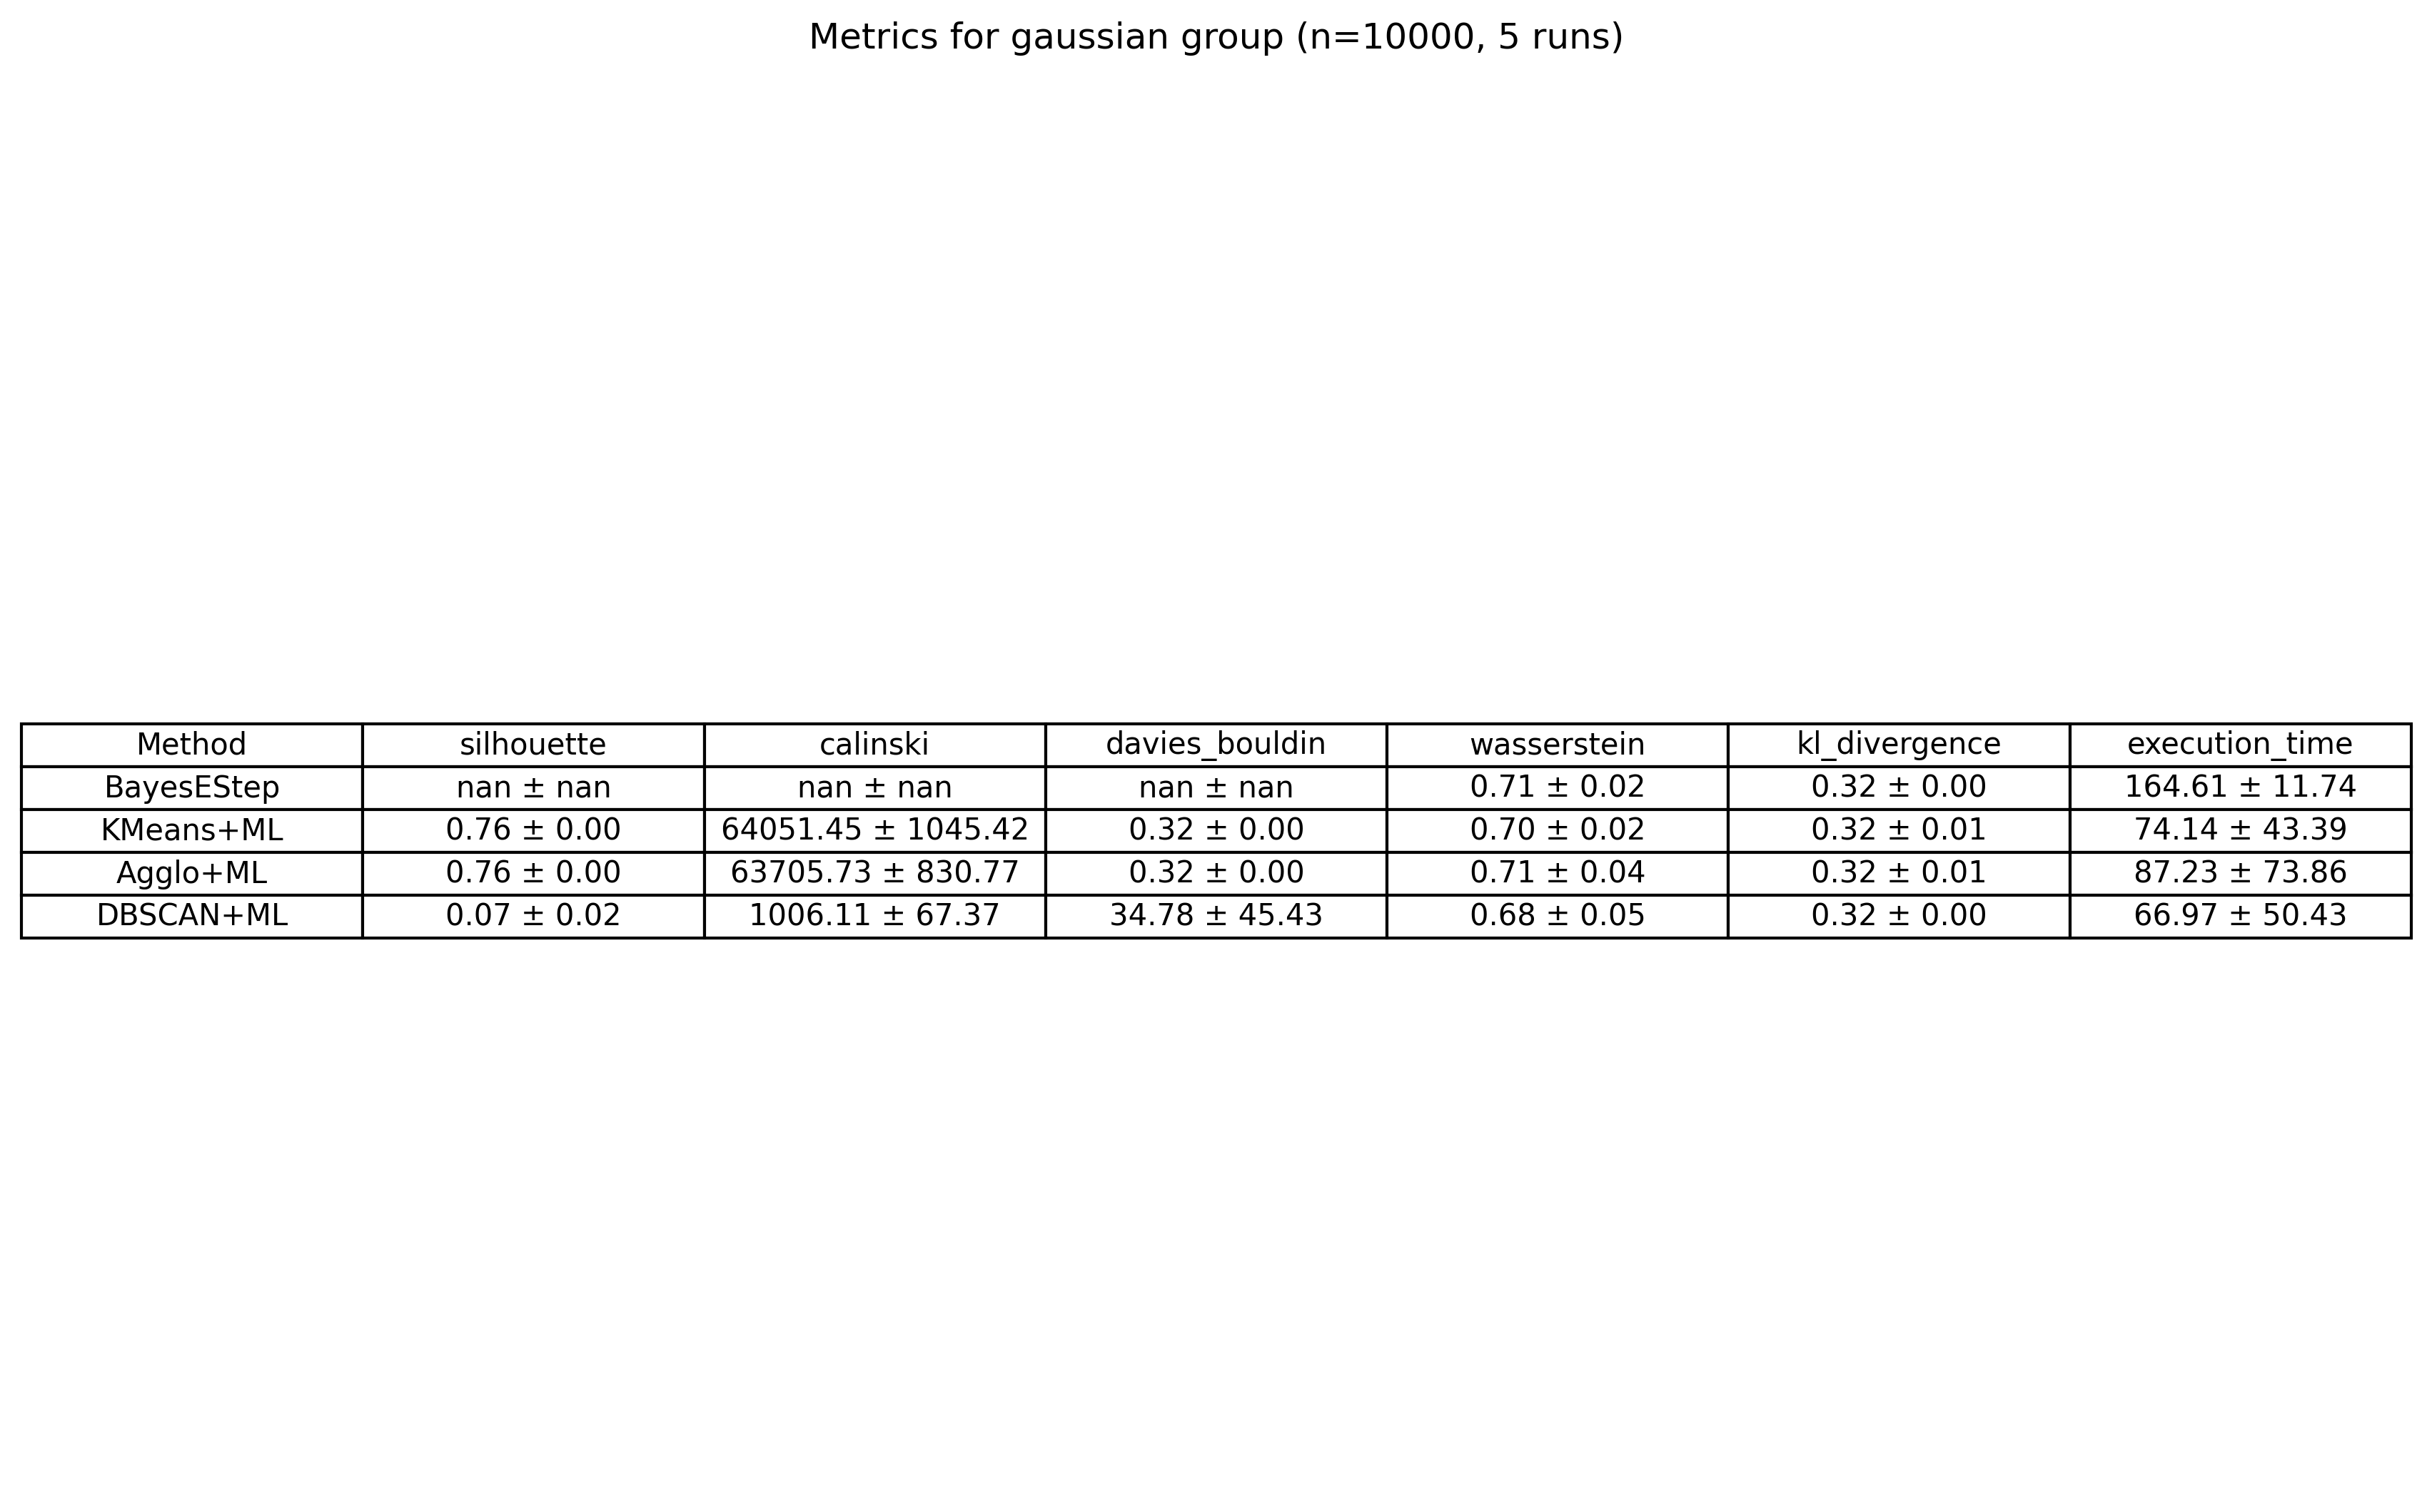 Metrics for gaussian group (n=10000, 5 runs)
Method silhouette calinski davies_bouldin wasserstein kl_divergence execution_time
BayesEStep nan ± nan nan ± nan nan ± nan 0.71 ± 0.02 0.32 ± 0.00 164.61 ± 11.74
KMeans+ML 0.76 ± 0.00 64051.45 ± 1045.42 0.32 ± 0.00 0.70 ± 0.02 0.32 ± 0.01 74.14 ± 43.39
Agglo+ML 0.76 ± 0.00 63705.73 ± 830.77 0.32 ± 0.00 0.71 ± 0.04 0.32 ± 0.01 87.23 ± 73.86
DBSCAN+ML 0.07 ± 0.02 1006.11 ± 67.37 34.78 ± 45.43 0.68 ± 0.05 0.32 ± 0.00 66.97 ± 50.43